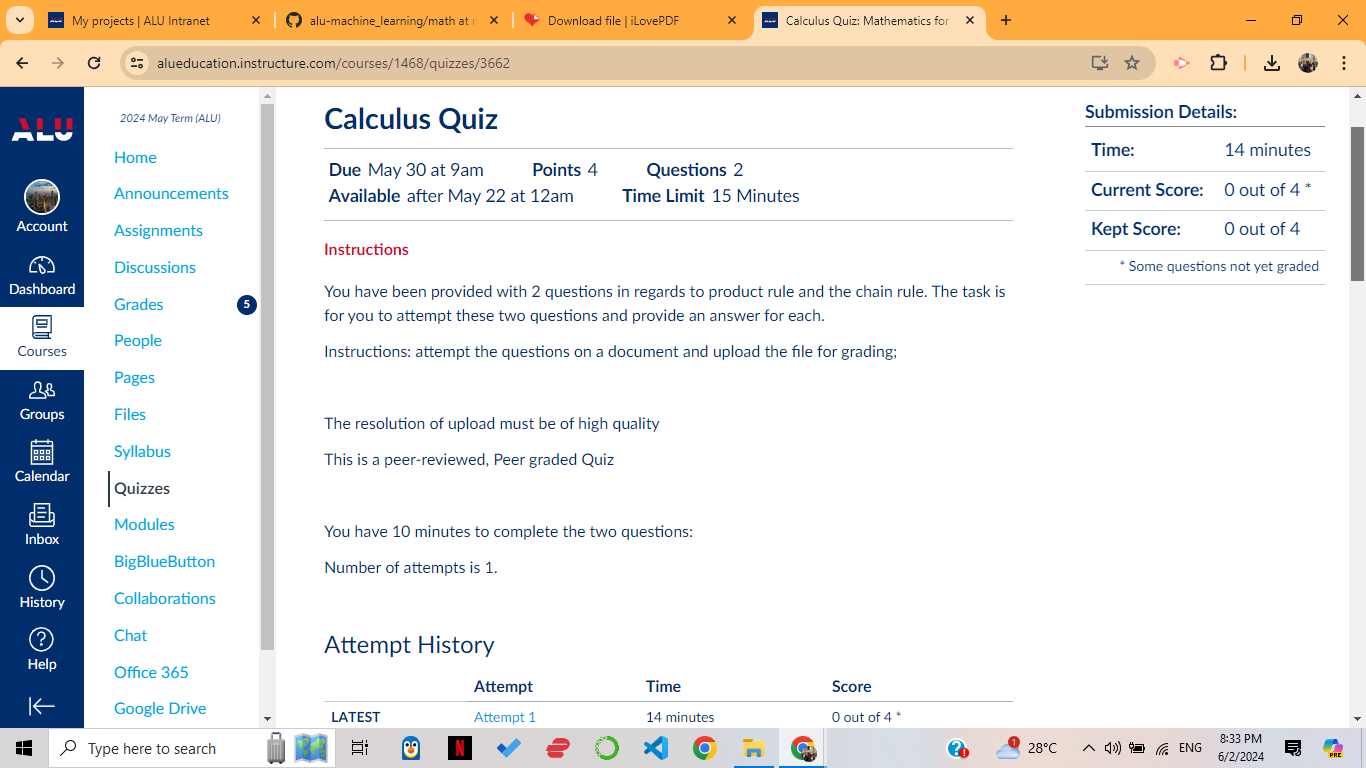 My projects | ALU Intranet
alu-machine_learning/math at
Download file | iLovePDF
Calculus Quiz: Mathematics for
alueducation.instructure.com/courses/1468/quizzes/3662
ALU
Account
Dashboard
Courses
Groups
Calendar
Inbox
History
Help
2024 May Term (ALU)
Home
Announcements
Assignments
Discussions
Grades 5
People
Pages
Files
Syllabus
Quizzes
Modules
BigBlueButton
Collaborations
Chat
Office 365
Google Drive
Calculus Quiz
Due May 30 at 9am Points 4 Questions 2
Available after May 22 at 12am Time Limit 15 Minutes
Instructions
You have been provided with 2 questions in regards to product rule and the chain rule. The task is
for you to attempt these two questions and provide an answer for each.
Instructions: attempt the questions on a document and upload the file for grading;
The resolution of upload must be of high quality
This is a peer-reviewed, Peer graded Quiz
You have 10 minutes to complete the two questions:
Number of attempts is 1.
Attempt History
Attempt Time Score
LATEST Attempt 1 14 minutes 0 out of 4 *
Submission Details:
Time: 14 minutes
Current Score: 0 out of 4 *
Kept Score: 0 out of 4
* Some questions not yet graded
Type here to search
1
28°C
ENG
8:33 PM
6/2/2024
PRE